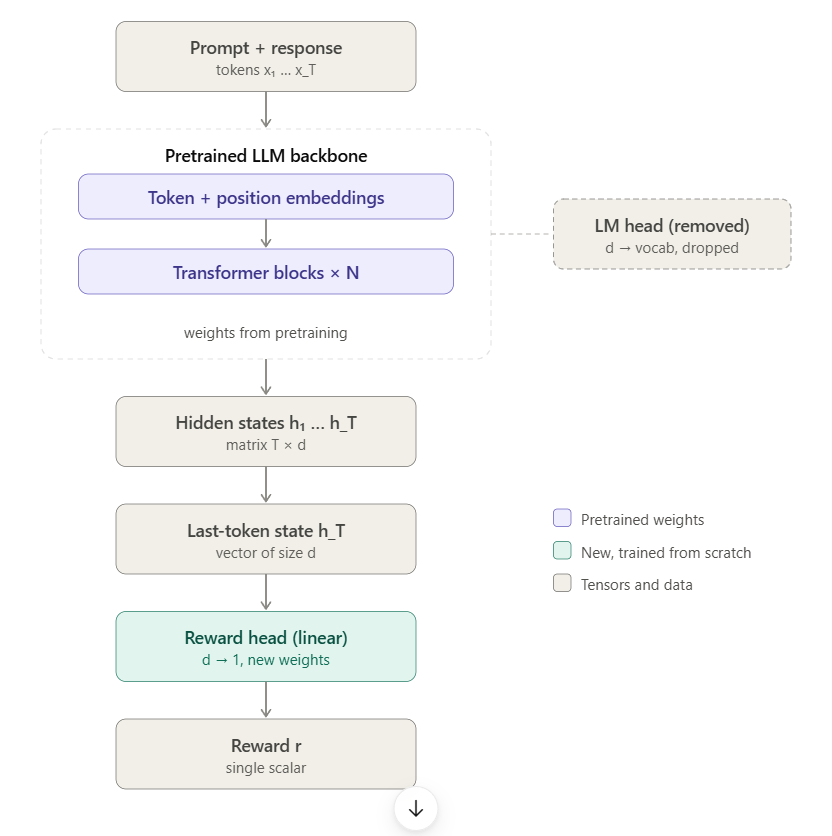 Prompt + response
tokens x₁ ... x_T
Pretrained LLM backbone
Token + position embeddings
Transformer blocks × N
weights from pretraining
LM head (removed)
d → vocab, dropped
Hidden states h₁ ... h_T
matrix T × d
Last-token state h_T
vector of size d
Reward head (linear)
d → 1, new weights
Reward r
single scalar
Pretrained weights
New, trained from scratch
Tensors and data